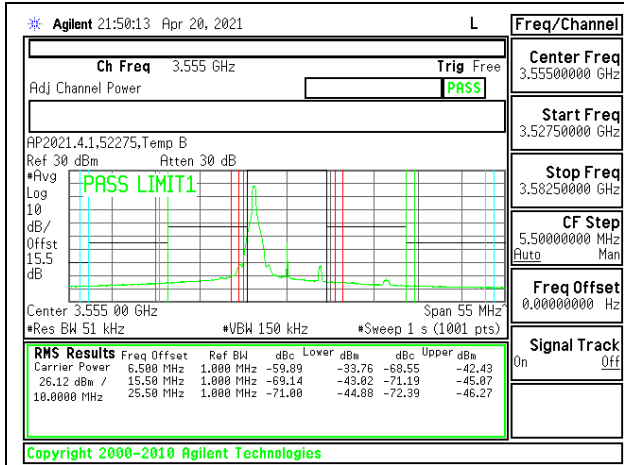 Agilent 21:50:13 Apr 20, 2021 L
Ch Freq 3.555 GHz Trig Free
Adj Channel Power PASS
AP2021.4.1,52275,Temp B
Ref 30 dBm Atten 30 dB
#Avg
Log
10
dB/
Offst
15.5
dB
PASS LIMIT1
Center 3.555 00 GHz Span 55 MHz^
#Res BW 51 kHz #VBW 150 kHz #Sweep 1 s (1001 pts)
RMS Results Freq Offset Ref BW dBc Lower dBm dBc Upper dBm
Carrier Power 6.500 MHz 1.000 MHz -59.89 -33.76 -68.55 -42.43
26.12 dBm / 15.50 MHz 1.000 MHz -69.14 -43.02 -71.19 -45.07
10.0000 MHz 25.50 MHz 1.000 MHz -71.00 -44.88 -72.39 -46.27
Copyright 2000-2010 Agilent Technologies
Freq/Channel
Center Freq
3.55500000 GHz
Start Freq
3.52750000 GHz
Stop Freq
3.58250000 GHz
CF Step
5.50000000 MHz
Auto Man
Freq Offset
0.00000000 Hz
Signal Track
On Off